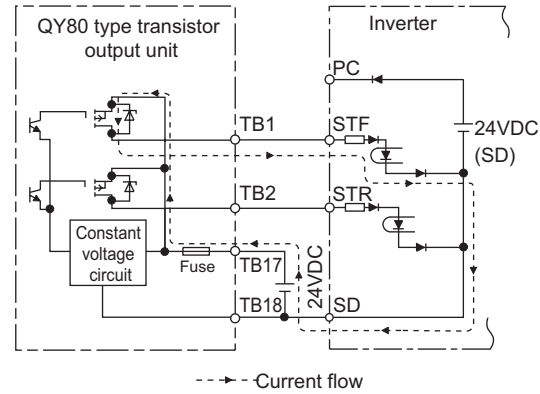 QY80 type transistor
output unit
Inverter
PC
TB1
STF
24VDC
(SD)
TB2
STR
Constant
voltage
circuit
Fuse
TB17
24VDC
TB18
SD
Current flow